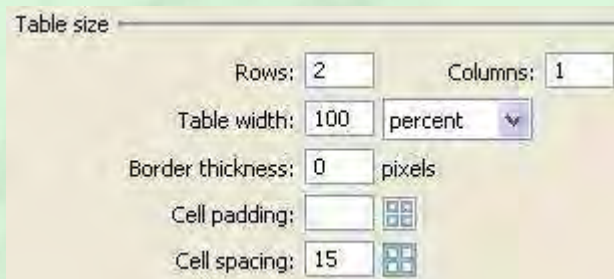 Table size
Rows: 2 Columns: 1
Table width: 100 percent
Border thickness: 0 pixels
Cell padding:
Cell spacing: 15